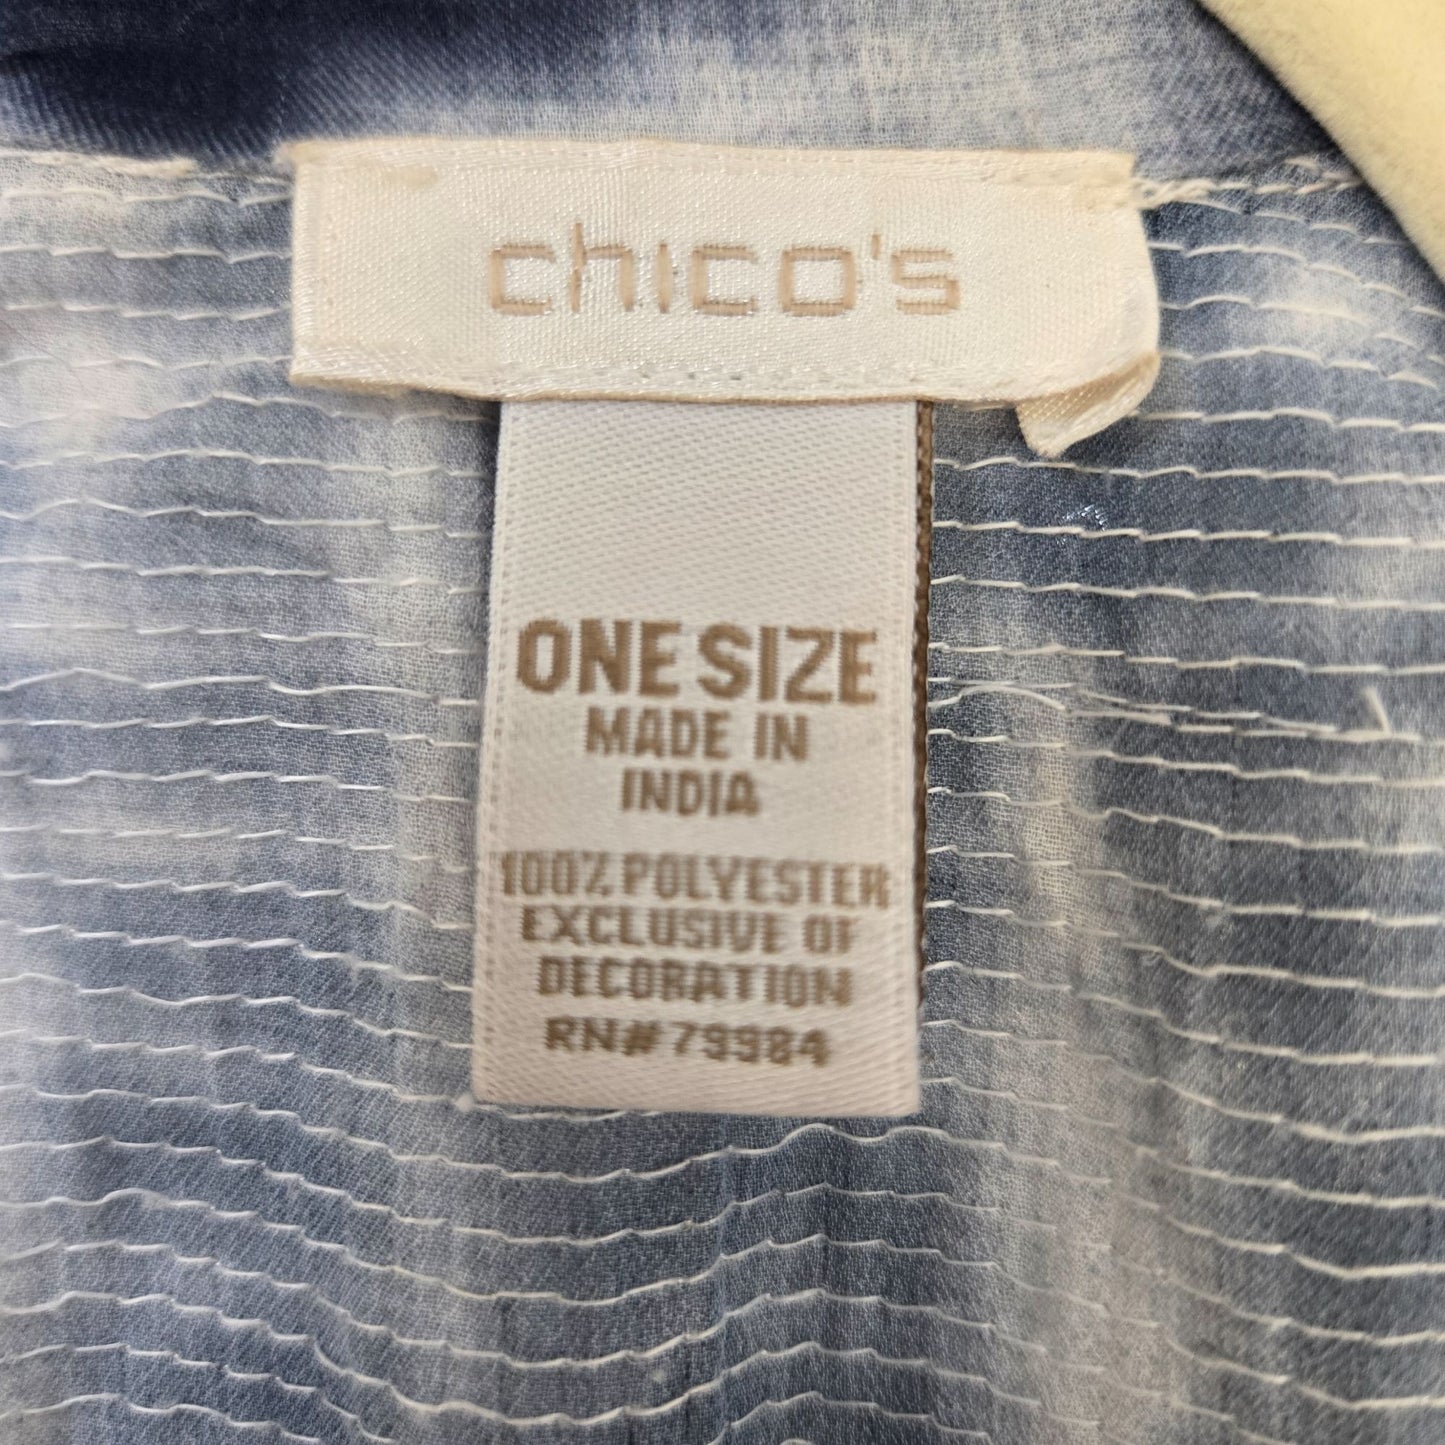 chico's
ONE SIZE
MADE IN
INDIA
100% POLYESTER
EXCLUSIVE OF
DECORATION
RN# 79984